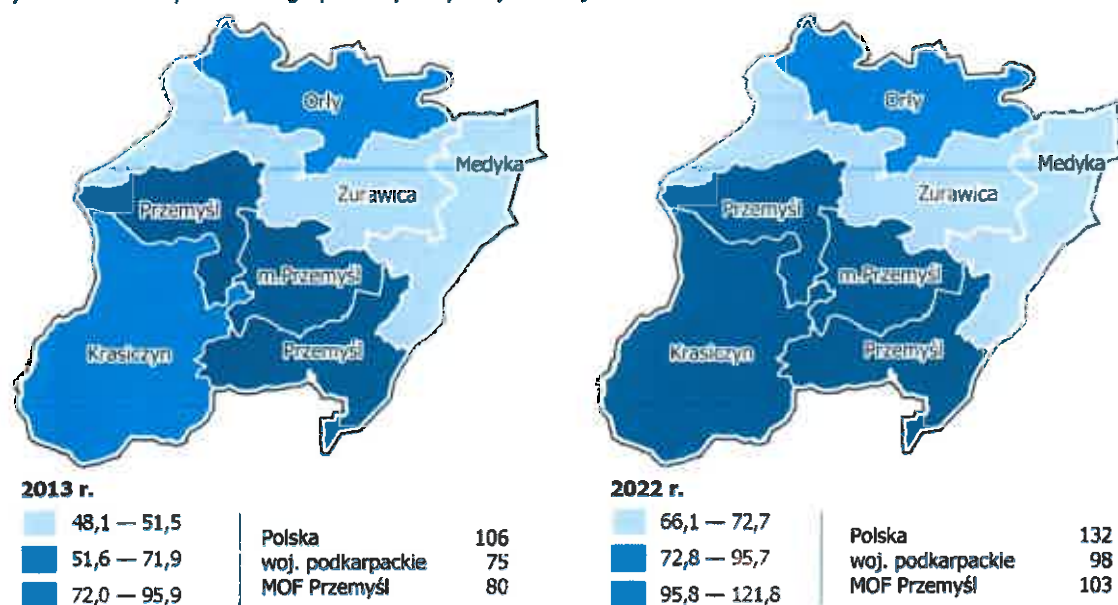 Orły
Medyka
Żurawica
Przemyśl
m.Przemyśl
Krasiczyn
Przemyśl
2013 r.
48,1 — 51,5
51,6 — 71,9
72,0 — 95,9
Polska 106
woj. podkarpackie 75
MOF Przemyśl 80
Orły
Medyka
Żurawica
Przemyśl
m.Przemyśl
Krasiczyn
Przemyśl
2022 r.
66,1 — 72,7
72,8 — 95,7
95,8 — 121,8
Polska 132
woj. podkarpackie 98
MOF Przemyśl 103